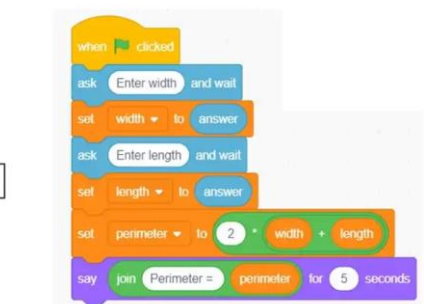 when clicked
ask Enter width and wait
set width to answer
ask Enter length and wait
set length to answer
set perimeter to 2 * width + length
say join Perimeter = perimeter for 5 seconds